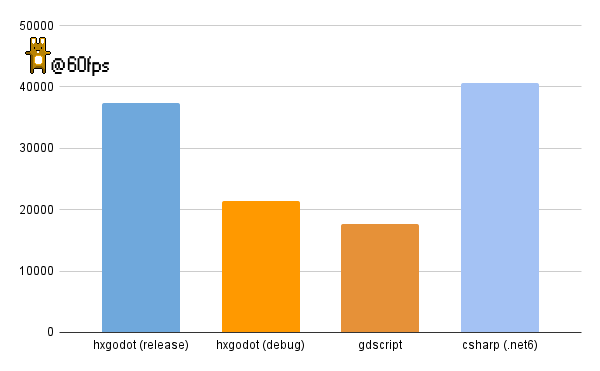 50000
@60fps
40000
30000
20000
10000
0
hxgodot (release)
hxgodot (debug)
gdscript
csharp (.net6)